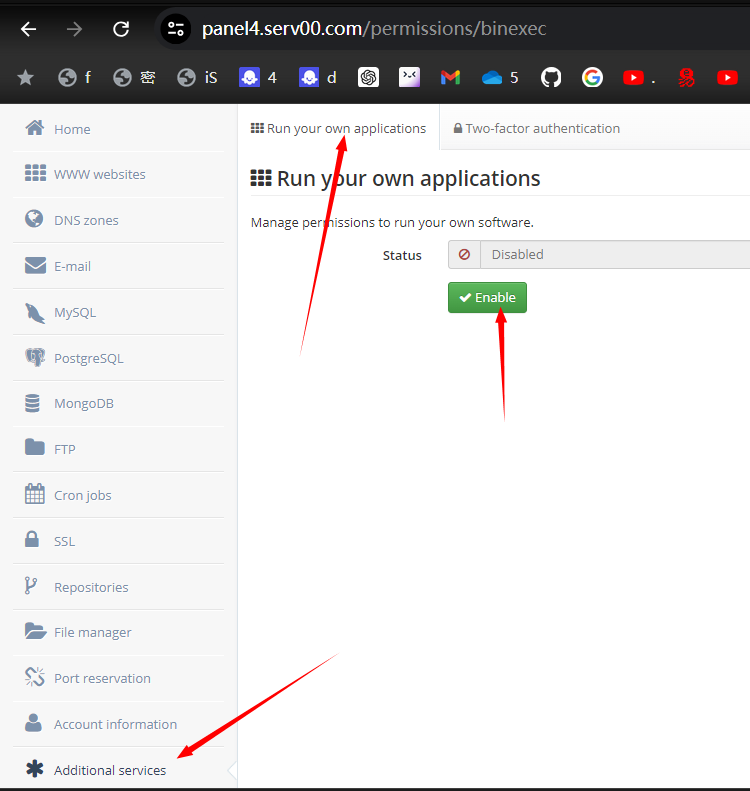 panel4.serv00.com/permissions/binexec
f 密 iS 4 d 5 .
Home
WWW websites
DNS zones
E-mail
MySQL
PostgreSQL
MongoDB
FTP
Cron jobs
SSL
Repositories
File manager
Port reservation
Account information
Additional services
Run your own applications Two-factor authentication
Run your own applications
Manage permissions to run your own software.
Status Disabled
Enable